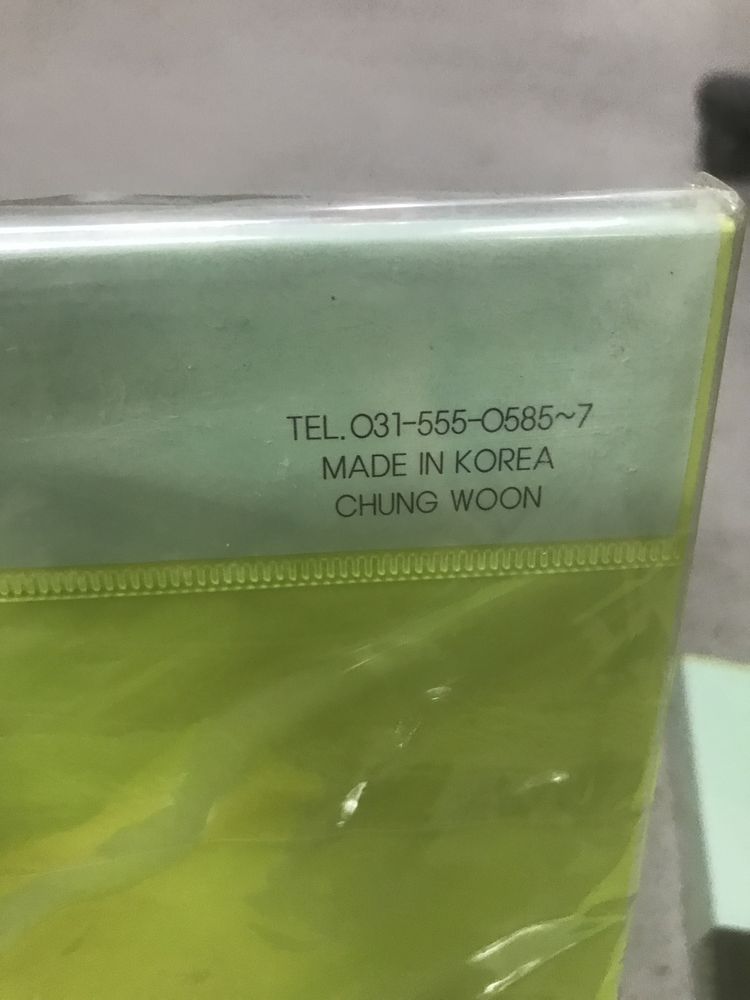 TEL.031-555-0585~7
MADE IN KOREA
CHUNG WOON